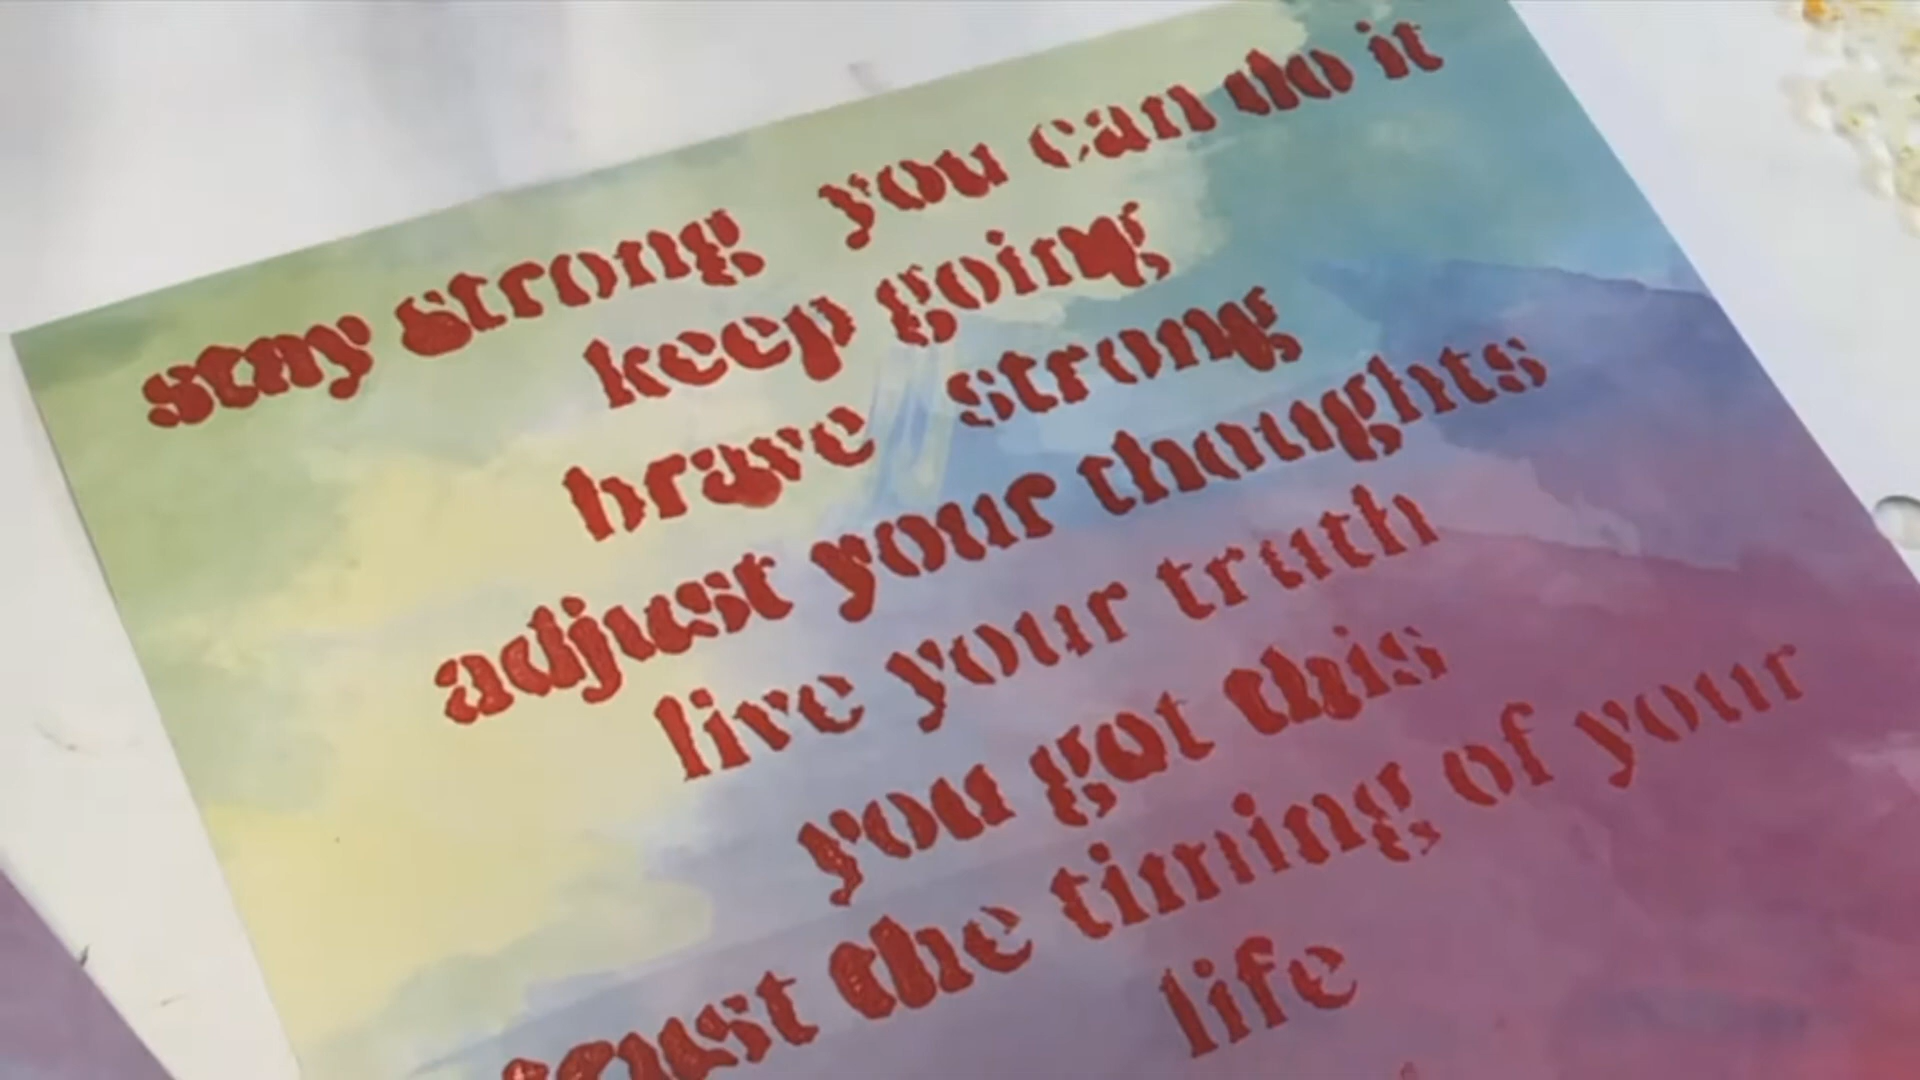 stay strong you can do it
keep going
brave strong
adjust your thoughts
live your truth
you got this
trust the timing of your
life